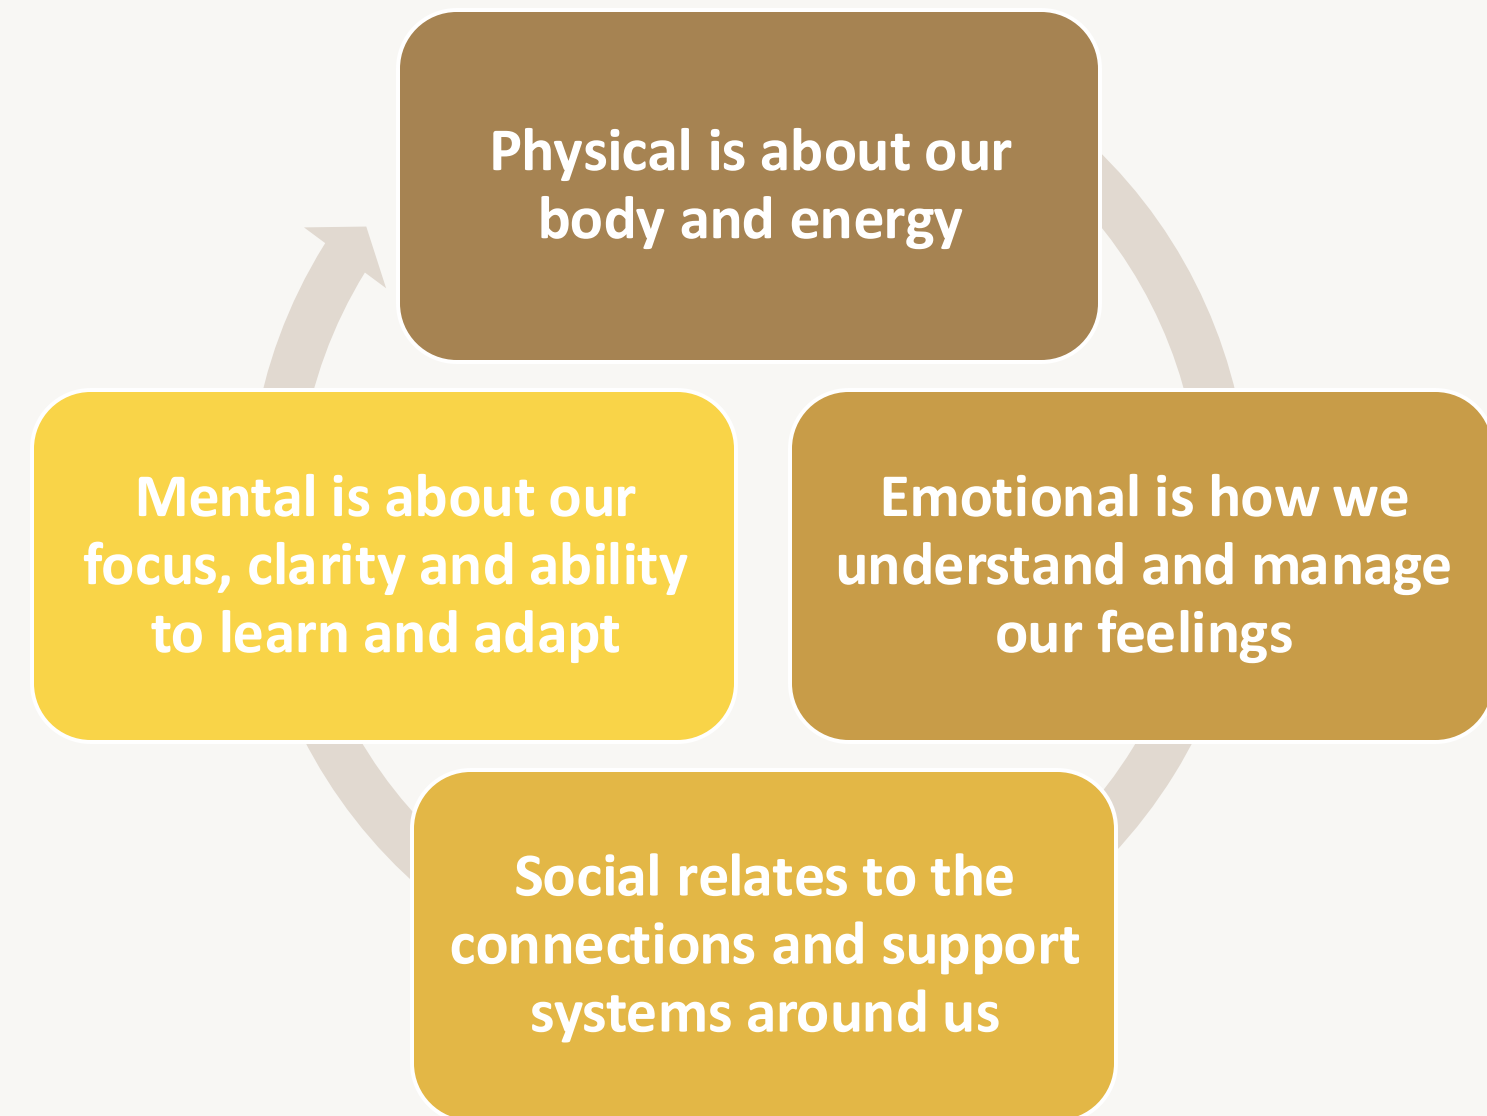 Physical is about our
body and energy
Emotional is how we
understand and manage
our feelings
Social relates to the
connections and support
systems around us
Mental is about our
focus, clarity and ability
to learn and adapt